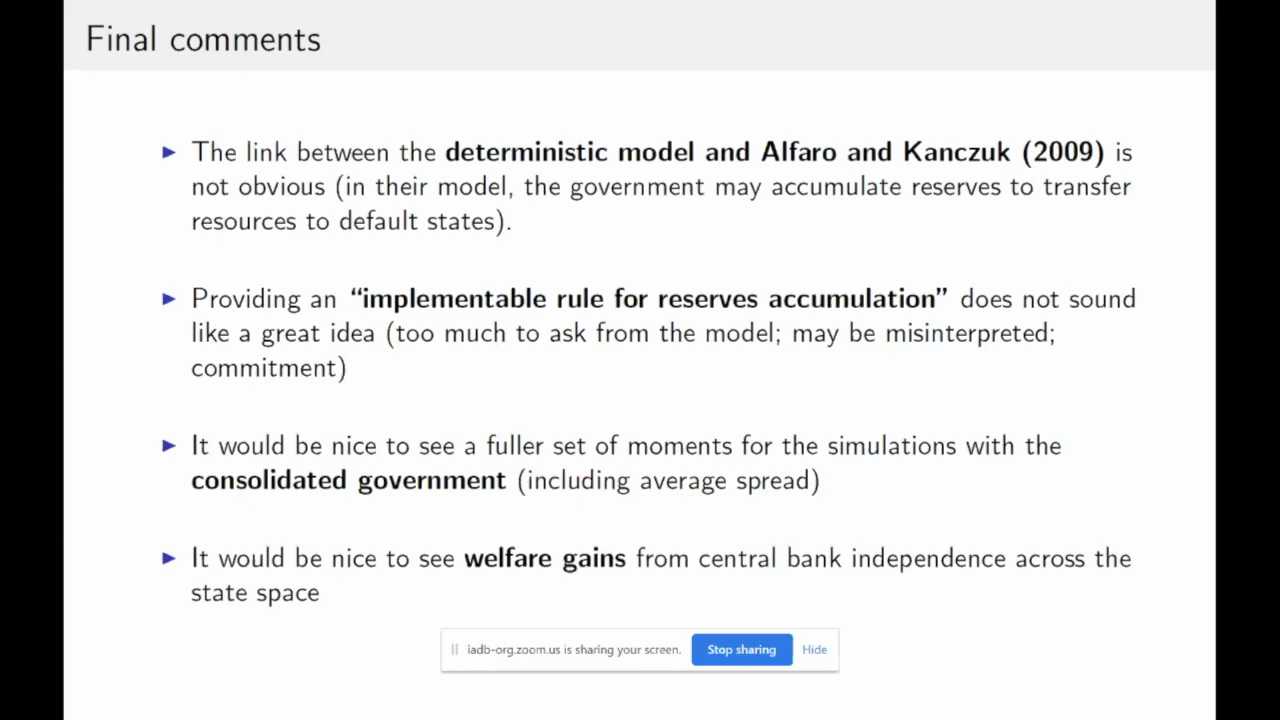 Final comments
The link between the deterministic model and Alfaro and Kanczuk (2009) is
not obvious (in their model, the government may accumulate reserves to transfer
resources to default states).
Providing an “implementable rule for reserves accumulation” does not sound
like a great idea (too much to ask from the model; may be misinterpreted;
commitment)
It would be nice to see a fuller set of moments for the simulations with the
consolidated government (including average spread)
It would be nice to see welfare gains from central bank independence across the
state space
iadb-org.zoom.us is sharing your screen. Stop sharing Hide